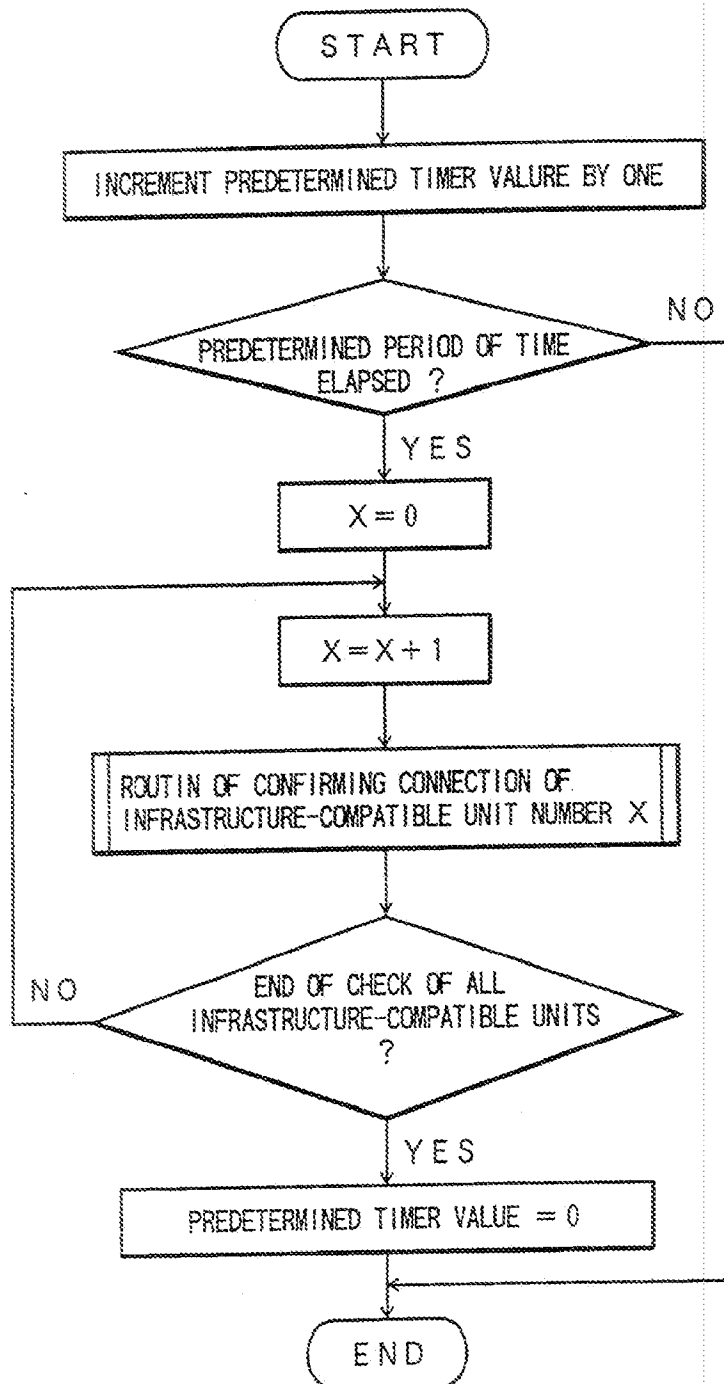 START
INCREMENT PREDETERMINED TIMER VALURE BY ONE
PREDETERMINED PERIOD OF TIME
ELAPSED ?
NO
YES
X=0
X=X+1
ROUTIN OF CONFIRMING CONNECTION OF
INFRASTRUCTURE-COMPATIBLE UNIT NUMBER X
END OF CHECK OF ALL
INFRASTRUCTURE-COMPATIBLE UNITS
?
NO
YES
PREDETERMINED TIMER VALUE = 0
END